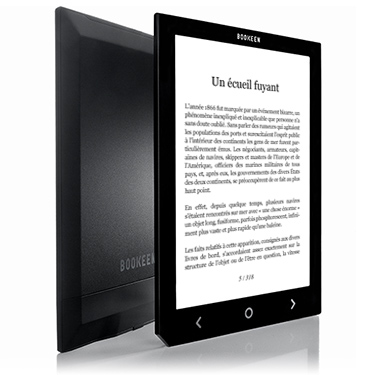 BOOKEEN
Un écueil fuyant
L'année 1866 fut marquée par un événement bizarre, un
phénomène inexpliqué et inexplicable que personne n'a
sans doute oublié. Sans parler des rumeurs qui agitaient
les populations des ports et surexcitaient l'esprit public
à l'intérieur des continents les gens de mer furent parti-
culièrement émus. Les négociants, armateurs, capit-
aines de navires, skippers et masters de l'Europe et de
l'Amérique, officiers des marines militaires de tous
pays, et, après eux, les gouvernements des divers États
des deux continents, se préoccupèrent de ce fait au plus
haut point.
En effet, depuis quelque temps, plusieurs navires
s'étaient rencontrés sur mer avec « une chose énorme »
un objet long, fusiforme, parfois phosphorescent, infini-
ment plus vaste et plus rapide qu'une baleine.
Les faits relatifs à cette apparition, consignés aux divers
livres de bord, s'accordaient assez exactement sur la
structure de l'objet ou de l'être en question, la vitesse
5 / 318
BOOKEEN